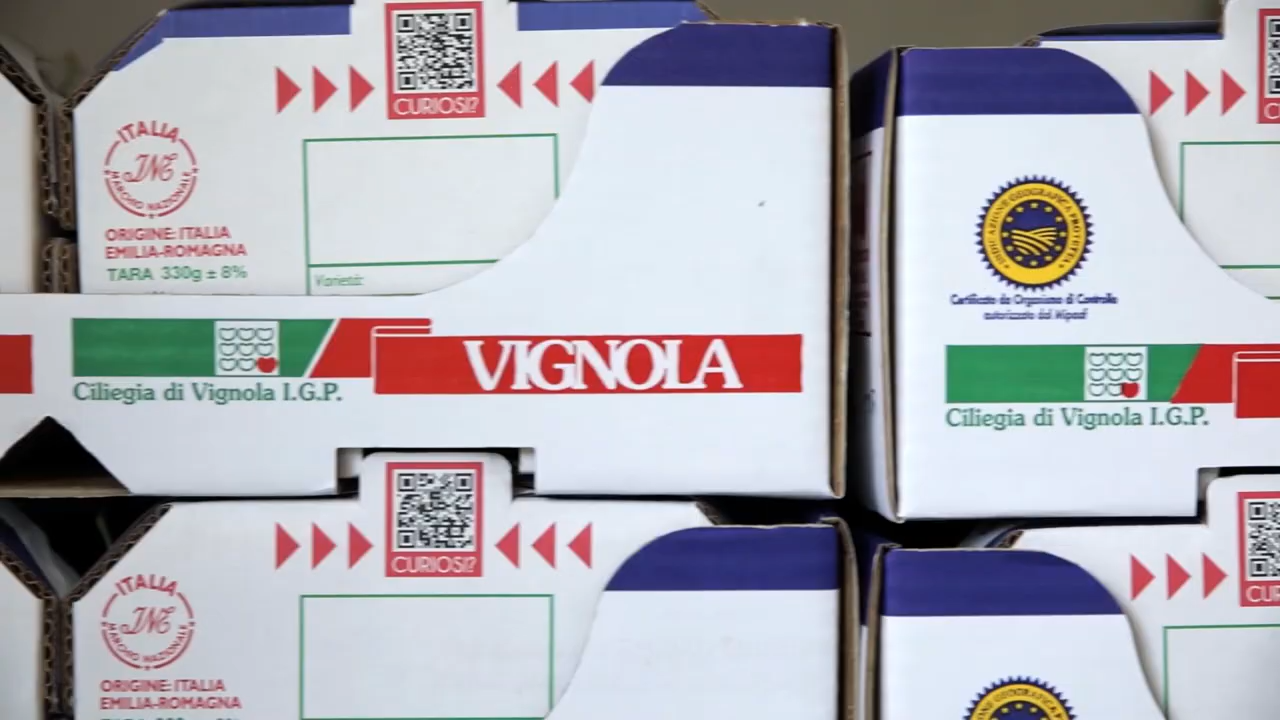 CURIOSI?
ITALIA
INE
MARCHIO NAZIONALE
ORIGINE: ITALIA
EMILIA-ROMAGNA
TARA 330g ± 8%
Varietà:
Ciliegia di Vignola I.G.P.
VIGNOLA
INDICAZIONE GEOGRAFICA PROTETTA
Certificato da Organismo di Controllo
autorizzato dal Mipaaf
Ciliegia di Vignola I.G.P.
CURIOSI?
ITALIA
INE
MARCHIO NAZIONALE
ORIGINE: ITALIA
EMILIA-ROMAGNA
CUR